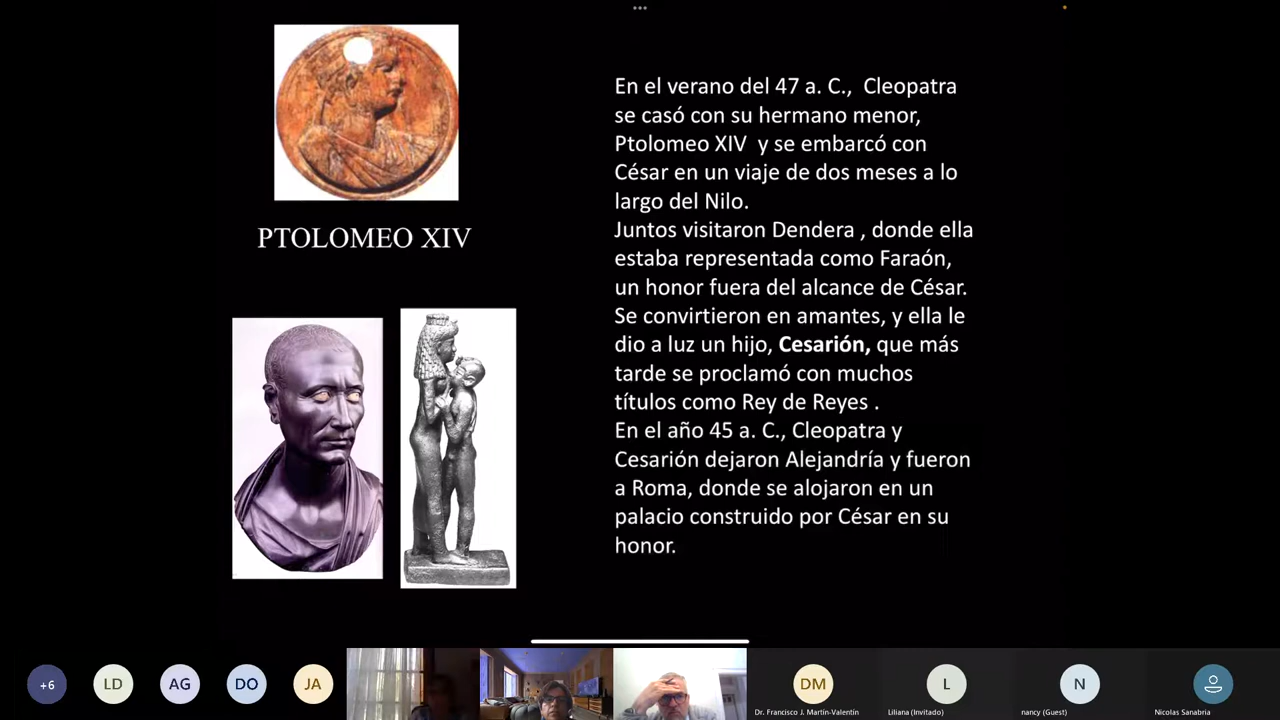 PTOLOMEO XIV
En el verano del 47 a. C., Cleopatra
se casó con su hermano menor,
Ptolomeo XIV y se embarcó con
César en un viaje de dos meses a lo
largo del Nilo.
Juntos visitaron Dendera , donde ella
estaba representada como Faraón,
un honor fuera del alcance de César.
Se convirtieron en amantes, y ella le
dio a luz un hijo, Cesarión, que más
tarde se proclamó con muchos
títulos como Rey de Reyes .
En el año 45 a. C., Cleopatra y
Cesarión dejaron Alejandría y fueron
a Roma, donde se alojaron en un
palacio construido por César en su
honor.
+6
LD
AG
DO
JA
DM
Dr. Francisco J. Martín-Valentín
L
Liliana (Invitado)
N
nancy (Guest)
Nicolas Sanabria